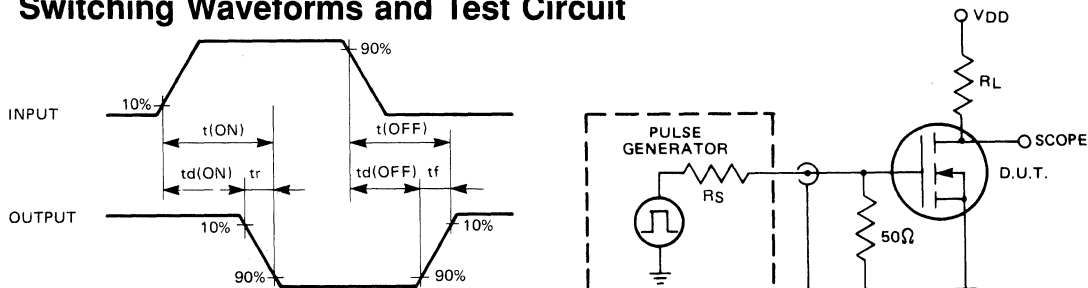 Switching Waveforms and Test Circuit
INPUT
10%
90%
t(ON)
t(OFF)
td(ON)
tr
td(OFF)
tf
OUTPUT
10%
90%
10%
90%
PULSE
GENERATOR
RS
50Ω
VDD
RL
SCOPE
D.U.T.